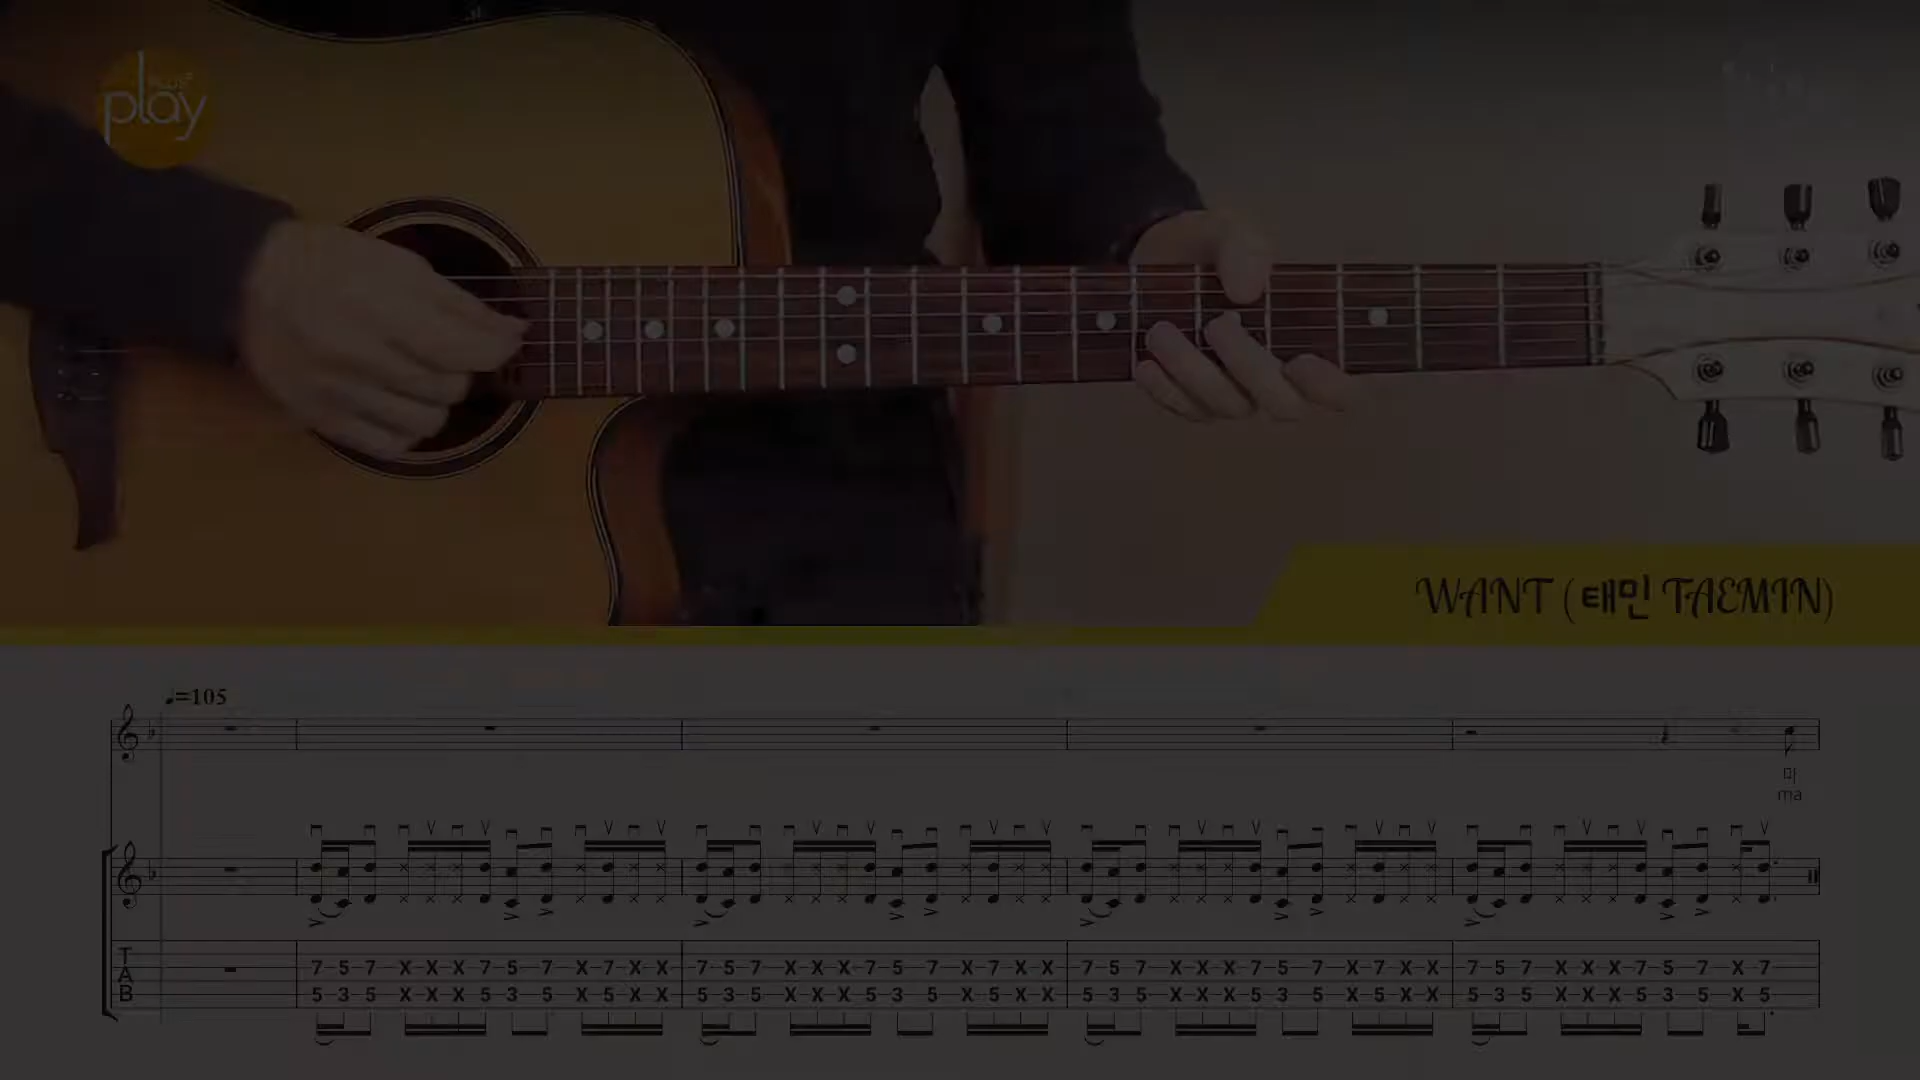 PLUS+
play
WANT (태민 TAEMIN)
♩=105
마
ma
T 7 5 7 X X X 7 5 7 X 7 X X 7 5 7 X X X 7 5 7 X 7 X X 7 5 7 X X X 7 5 7 X 7 X X 7 5 7 X X X 7 5 7 X 7
A
B 5 3 5 X X X 5 3 5 X 5 X X 5 3 5 X X X 5 3 5 X 5 X X 5 3 5 X X X 5 3 5 X 5 X X 5 3 5 X X X 5 3 5 X 5